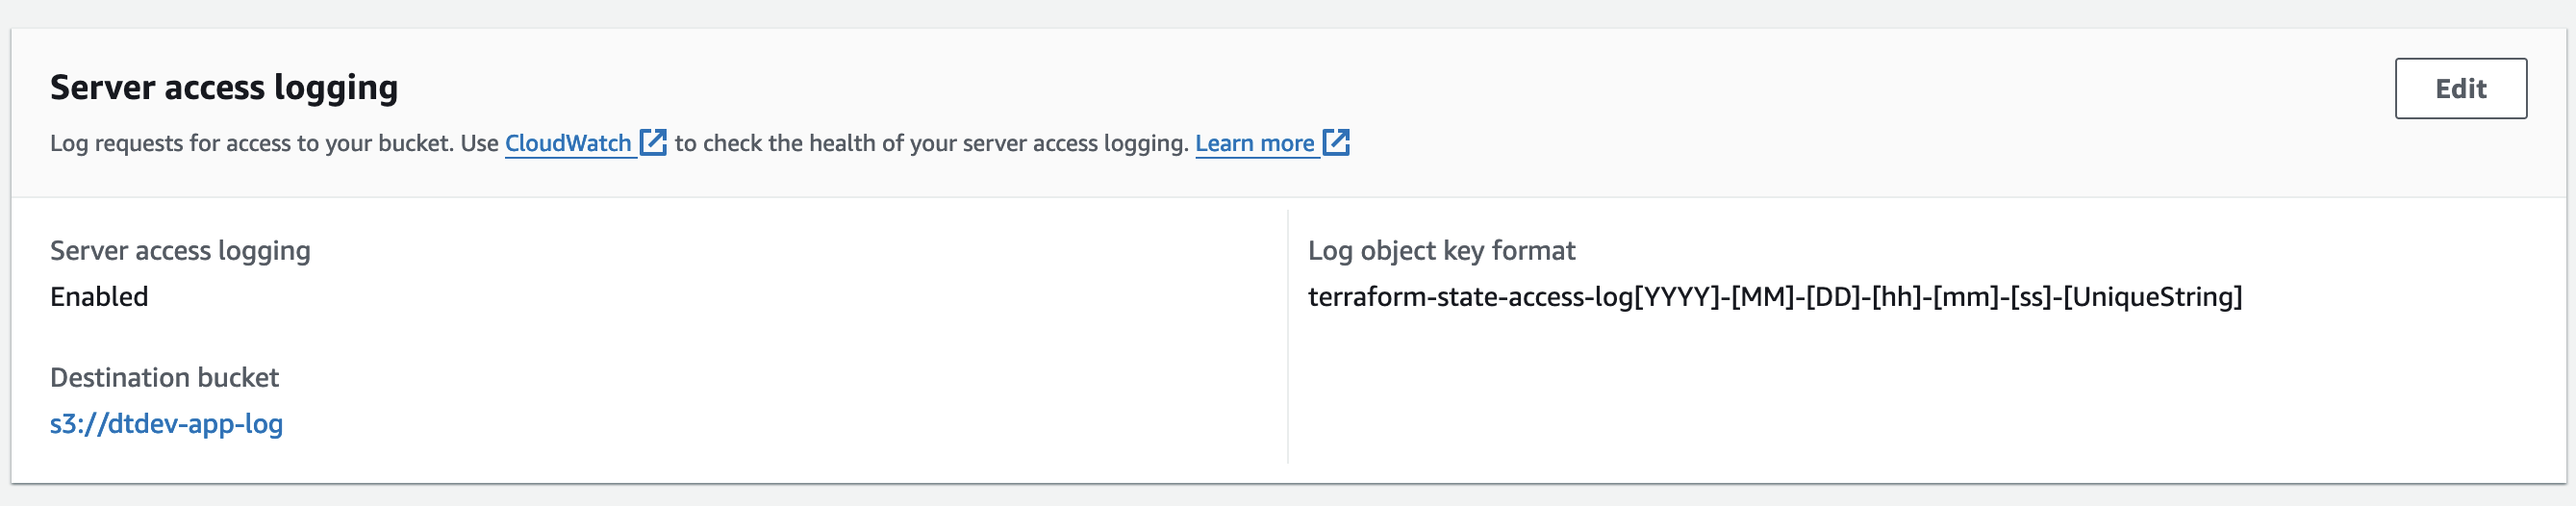 Server access logging
Edit
Log requests for access to your bucket. Use CloudWatch to check the health of your server access logging. Learn more
Server access logging
Enabled
Destination bucket
s3://dtdev-app-log
Log object key format
terraform-state-access-log[YYYY]-[MM]-[DD]-[hh]-[mm]-[ss]-[UniqueString]